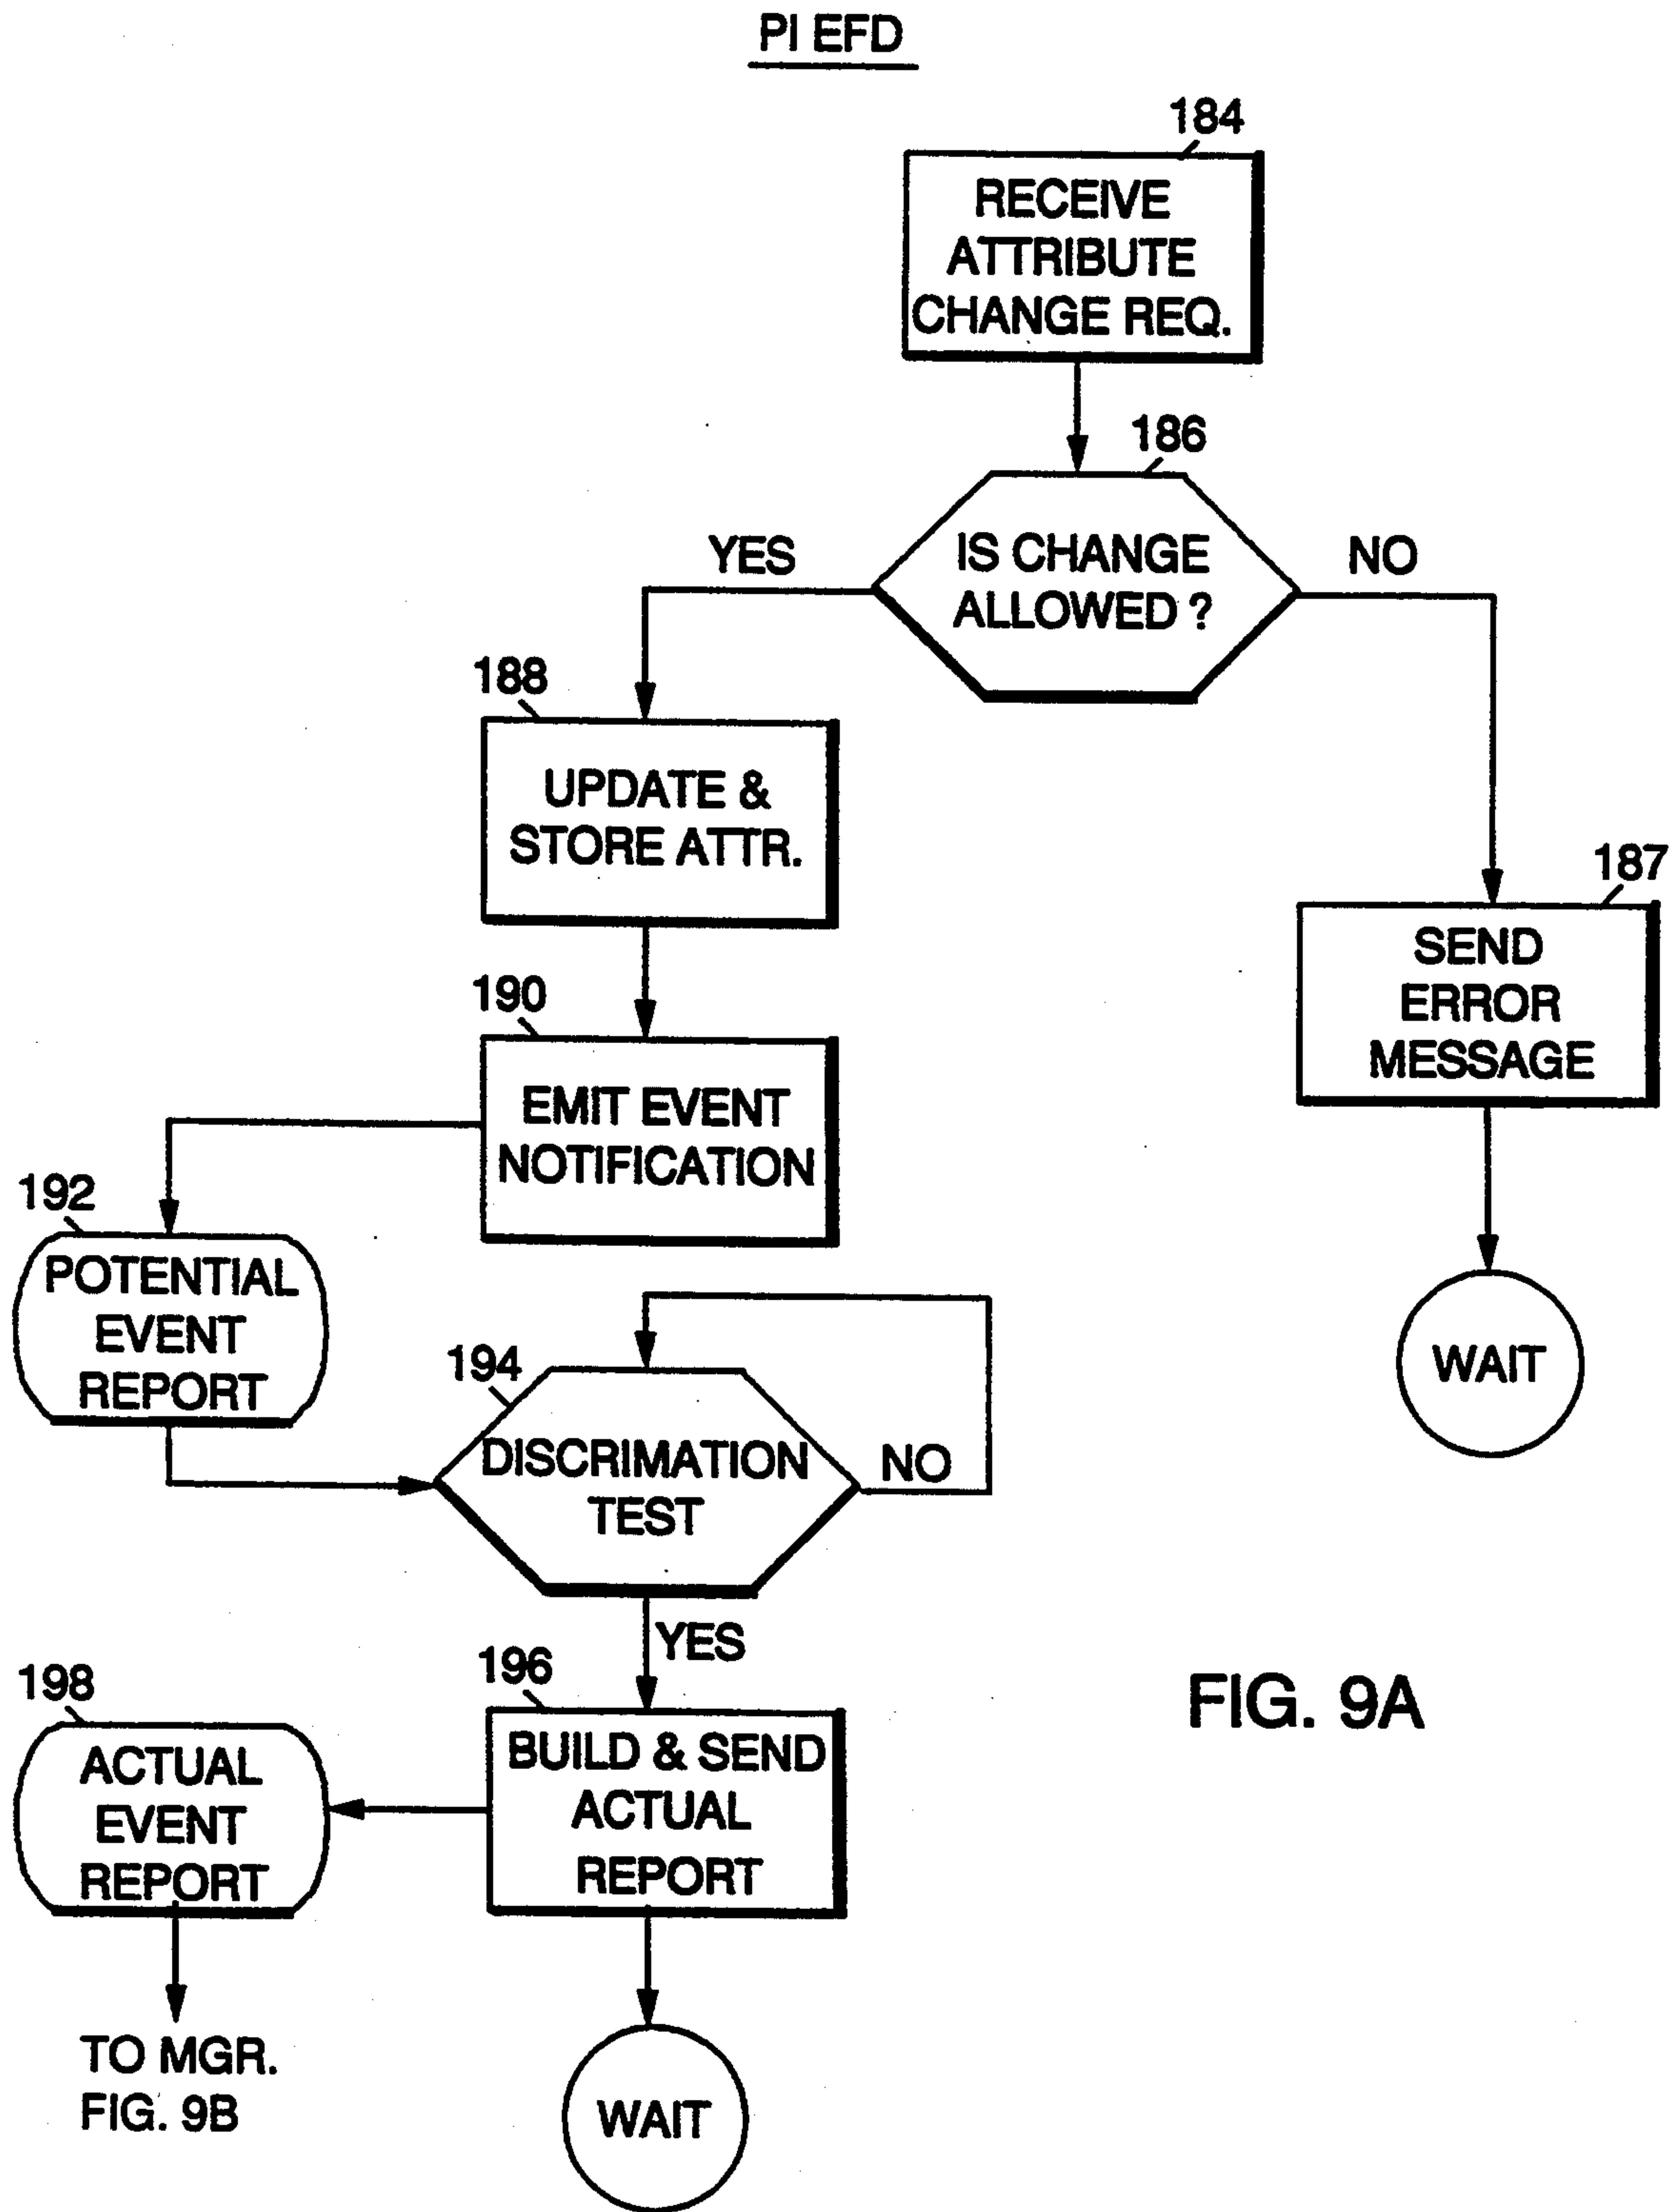 PI EFD
184
RECEIVE
ATTRIBUTE
CHANGE REQ.
186
IS CHANGE
ALLOWED ?
YES
NO
188
UPDATE &
STORE ATTR.
187
SEND
ERROR
MESSAGE
190
EMIT EVENT
NOTIFICATION
192
POTENTIAL
EVENT
REPORT
WAIT
194
DISCRIMATION
TEST
NO
YES
196
BUILD & SEND
ACTUAL
REPORT
198
ACTUAL
EVENT
REPORT
FIG. 9A
TO MGR.
FIG. 9B
WAIT